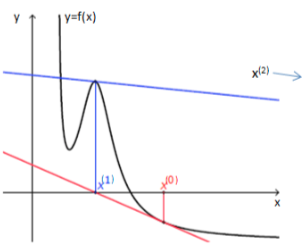 y
y=f(x)
x^(2)
x^(1)
x^(0)
x